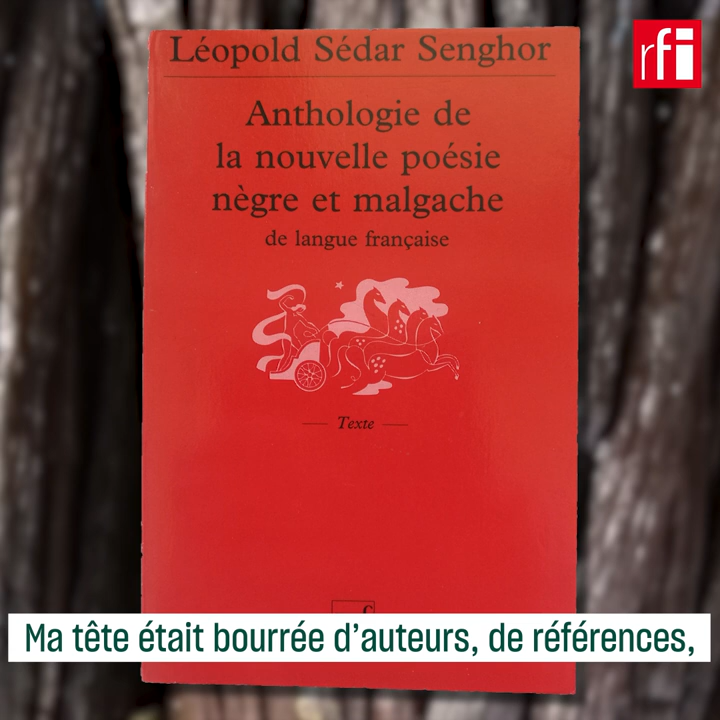 Léopold Sédar Senghor
rfi
Anthologie de
la nouvelle poésie
nègre et malgache
de langue française
Texte
Ma tête était bourrée d’auteurs, de références,